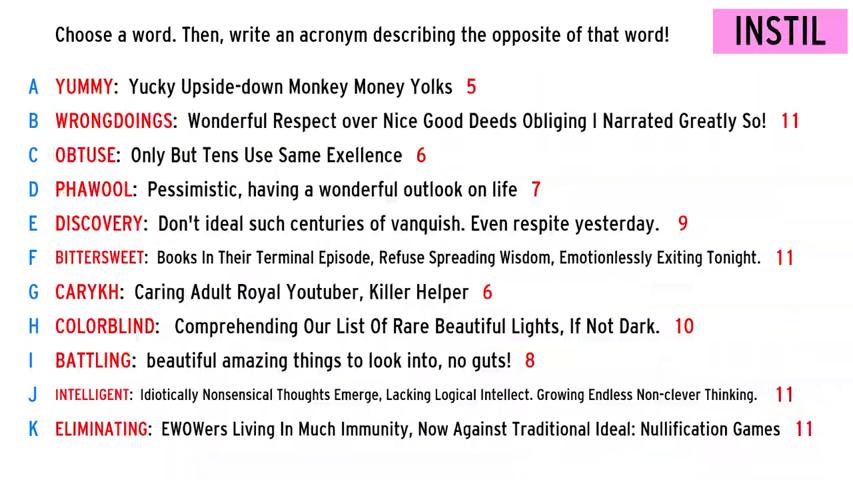 Choose a word. Then, write an acronym describing the opposite of that word!
INSTIL
A YUMMY: Yucky Upside-down Monkey Money Yolks 5
B WRONGDOINGS: Wonderful Respect over Nice Good Deeds Obliging I Narrated Greatly So! 11
C OBTUSE: Only But Tens Use Same Exellence 6
D PHAWOOL: Pessimistic, having a wonderful outlook on life 7
E DISCOVERY: Don't ideal such centuries of vanquish. Even respite yesterday. 9
F BITTERSWEET: Books In Their Terminal Episode, Refuse Spreading Wisdom, Emotionlessly Exiting Tonight. 11
G CARYKH: Caring Adult Royal Youtuber, Killer Helper 6
H COLORBLIND: Comprehending Our List Of Rare Beautiful Lights, If Not Dark. 10
I BATTLING: beautiful amazing things to look into, no guts! 8
J INTELLIGENT: Idiotically Nonsensical Thoughts Emerge, Lacking Logical Intellect. Growing Endless Non-clever Thinking. 11
K ELIMINATING: EWOWers Living In Much Immunity, Now Against Traditional Ideal: Nullification Games 11